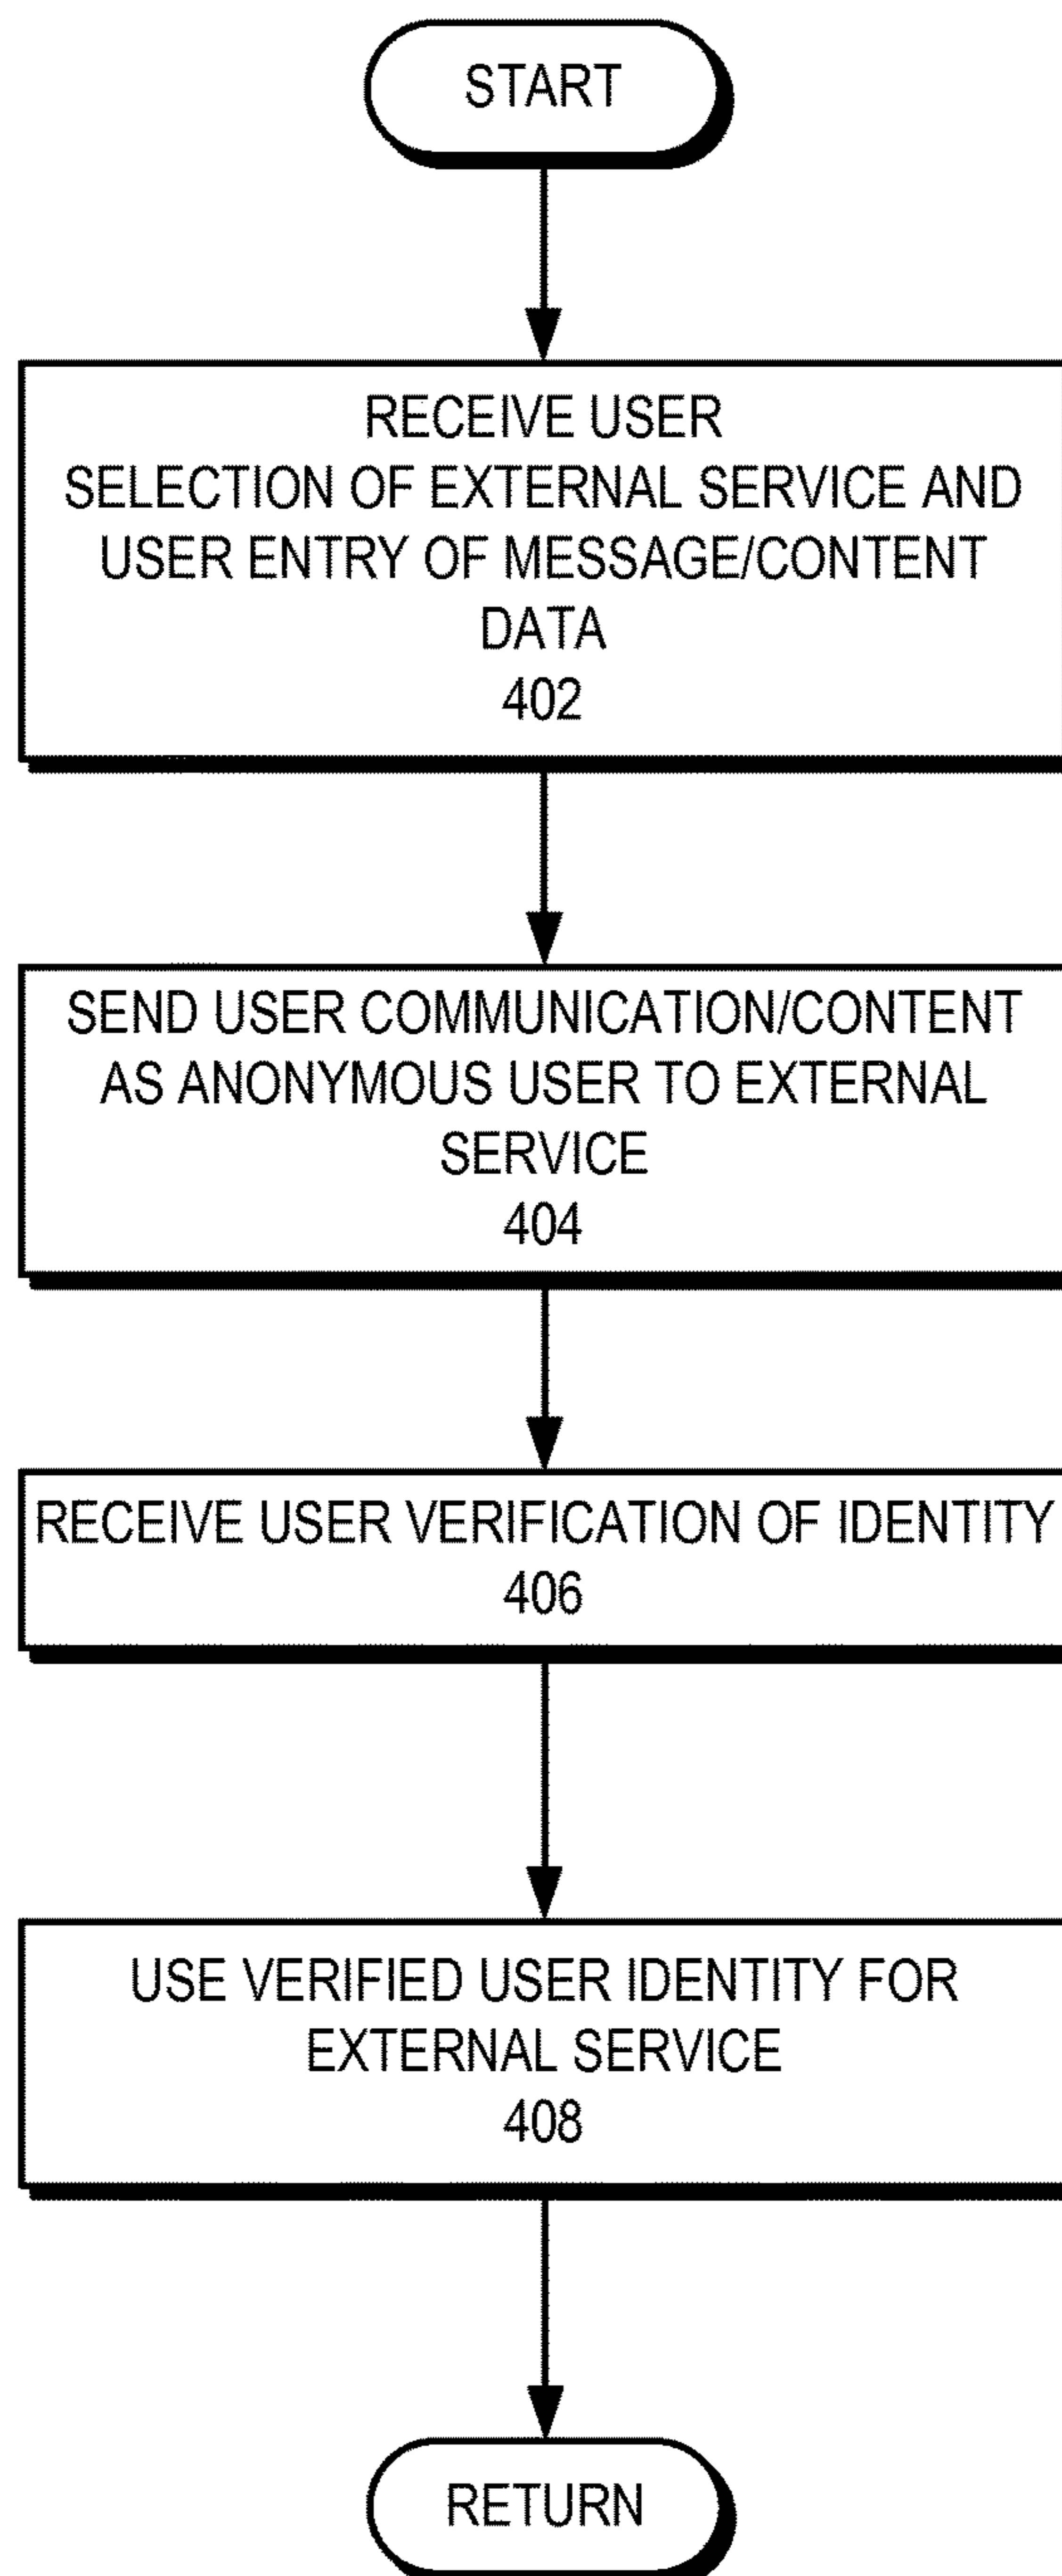 START
RECEIVE USER
SELECTION OF EXTERNAL SERVICE AND
USER ENTRY OF MESSAGE/CONTENT
DATA
402
SEND USER COMMUNICATION/CONTENT
AS ANONYMOUS USER TO EXTERNAL
SERVICE
404
RECEIVE USER VERIFICATION OF IDENTITY
406
USE VERIFIED USER IDENTITY FOR
EXTERNAL SERVICE
408
RETURN